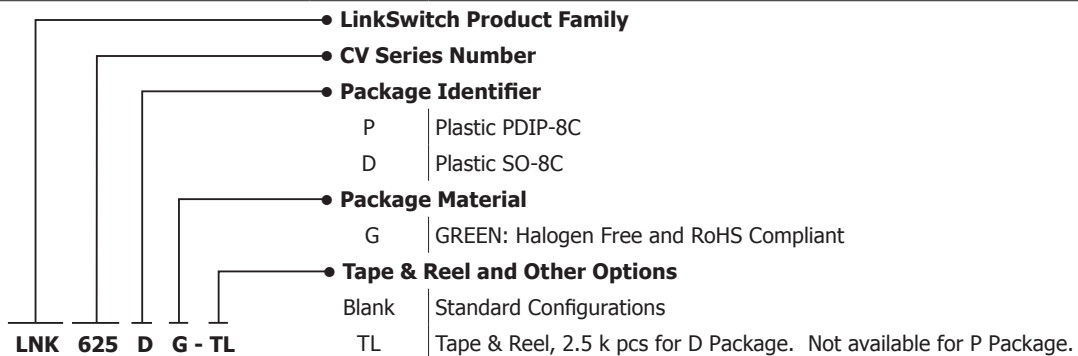 LinkSwitch Product Family
CV Series Number
Package Identifier
P Plastic PDIP-8C
D Plastic SO-8C
Package Material
G GREEN: Halogen Free and RoHS Compliant
Tape & Reel and Other Options
Blank Standard Configurations
TL Tape & Reel, 2.5 k pcs for D Package. Not available for P Package.
LNK 625 D G - TL